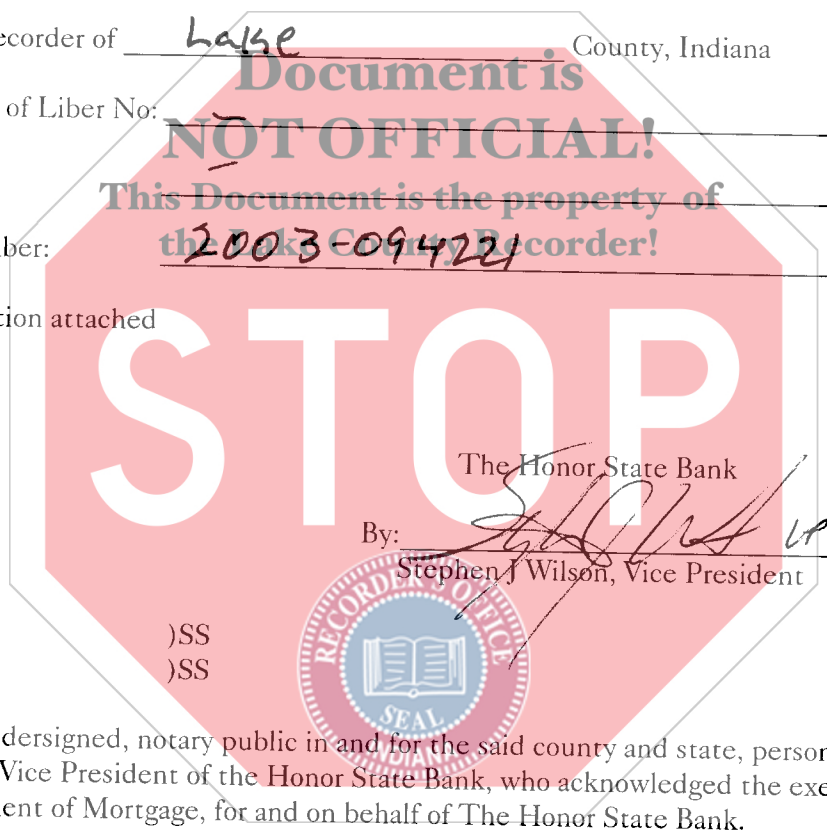 ecorder of Lake County, Indiana
Document is
of Liber No:
NOT OFFICIAL!
This Document is the property of
the Lake County Recorder!
ber: 2003-094221
tion attached
STOP
The Honor State Bank
By: VP
Stephen J Wilson, Vice President
RECORDER'S OFFICE
)SS
)SS
SEAL
INDIANA
dersigned, notary public in and for the said county and state, person
Vice President of the Honor State Bank, who acknowledged the exe
ent of Mortgage, for and on behalf of The Honor State Bank.